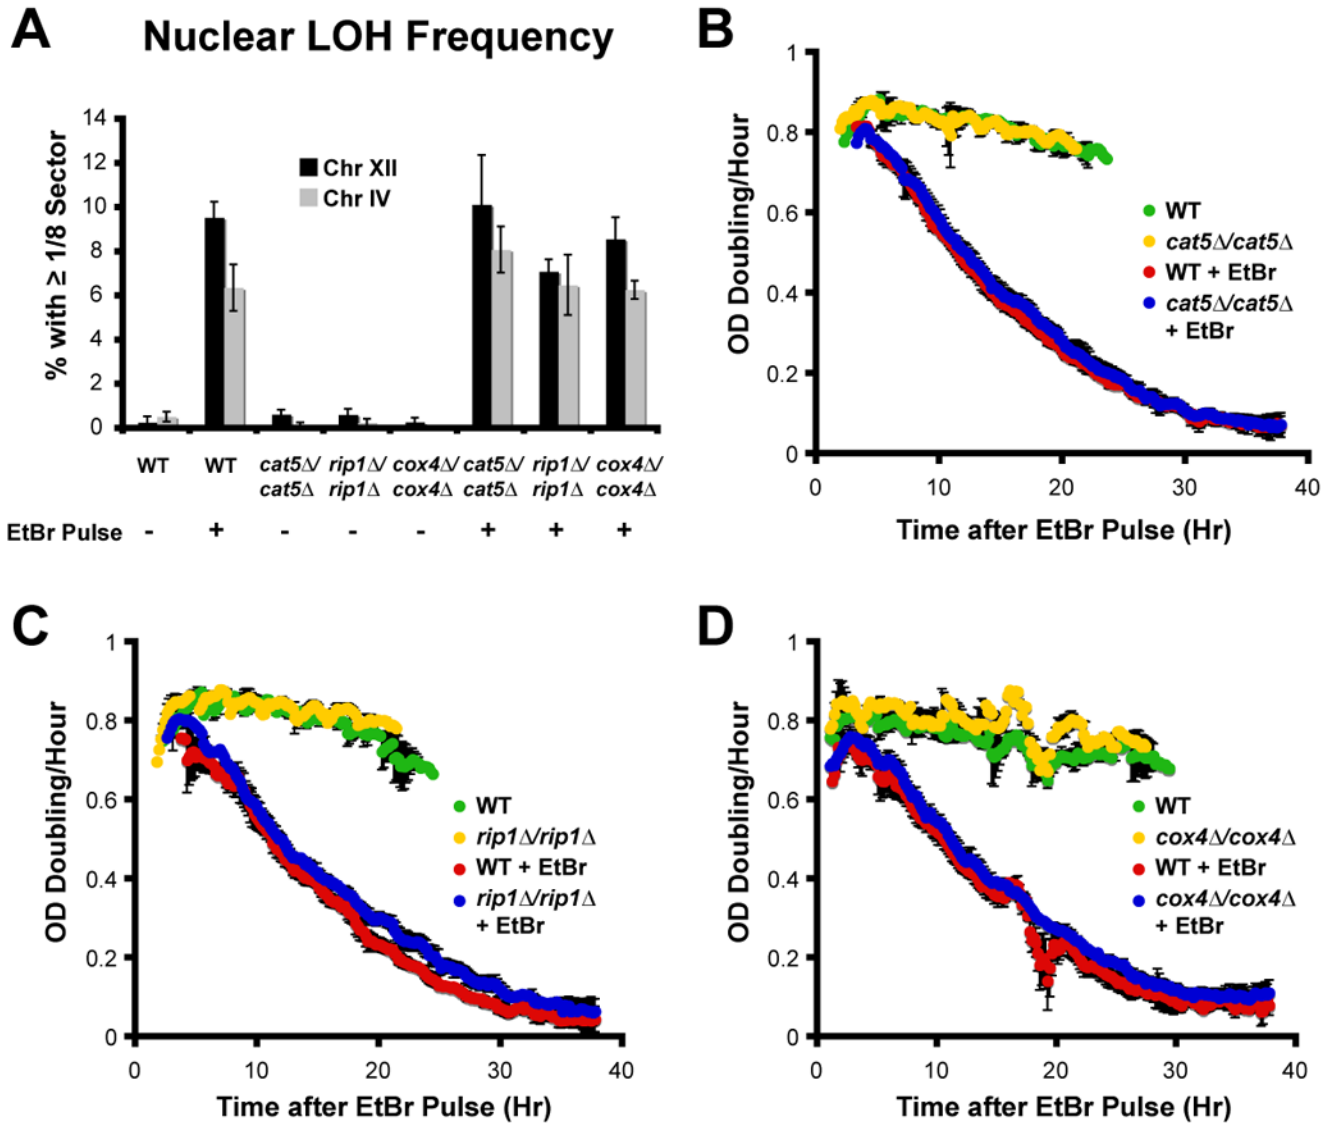 A
Nuclear LOH Frequency
% with ≥ 1/8 Sector
14
12
10
8
6
4
2
0
Chr XII
Chr IV
WT
WT
cat5Δ/
cat5Δ
rip1Δ/
rip1Δ
cox4Δ/
cox4Δ
cat5Δ/
cat5Δ
rip1Δ/
rip1Δ
cox4Δ/
cox4Δ
EtBr Pulse - + - - - + + +
B
OD Doubling/Hour
1
0.8
0.6
0.4
0.2
0
0 10 20 30 40
Time after EtBr Pulse (Hr)
WT
cat5Δ/cat5Δ
WT + EtBr
cat5Δ/cat5Δ
+ EtBr
C
OD Doubling/Hour
1
0.8
0.6
0.4
0.2
0
0 10 20 30 40
Time after EtBr Pulse (Hr)
WT
rip1Δ/rip1Δ
WT + EtBr
rip1Δ/rip1Δ
+ EtBr
D
OD Doubling/Hour
1
0.8
0.6
0.4
0.2
0
0 10 20 30 40
Time after EtBr Pulse (Hr)
WT
cox4Δ/cox4Δ
WT + EtBr
cox4Δ/cox4Δ
+ EtBr